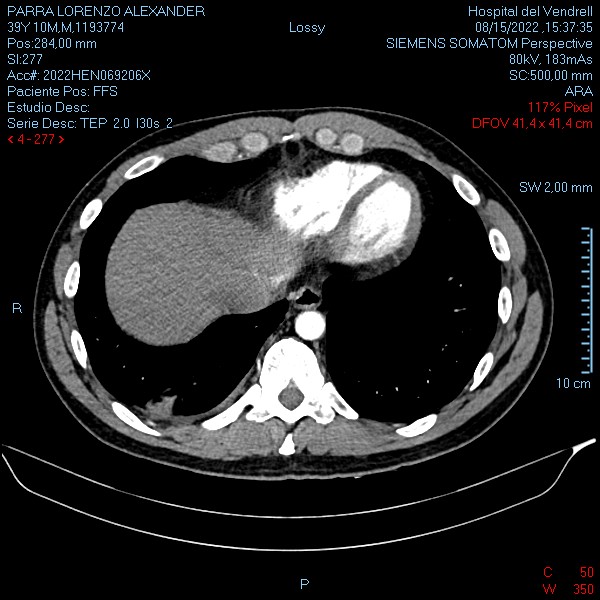 PARRA LORENZO ALEXANDER
39Y 10M,M,1193774
Pos:284,00 mm
SI:277
Acc#: 2022HEN069206X
Paciente Pos: FFS
Estudio Desc:
Serie Desc: TEP 2.0 I30s 2
< 4 - 277 >
Lossy
Hospital del Vendrell
08/15/2022 ,15:37:35
SIEMENS SOMATOM Perspective
80kV, 183mAs
SC:500,00 mm
ARA
117% Pixel
DFOV 41,4 x 41,4 cm
SW 2,00 mm
R
10 cm
P
C 50
W 350